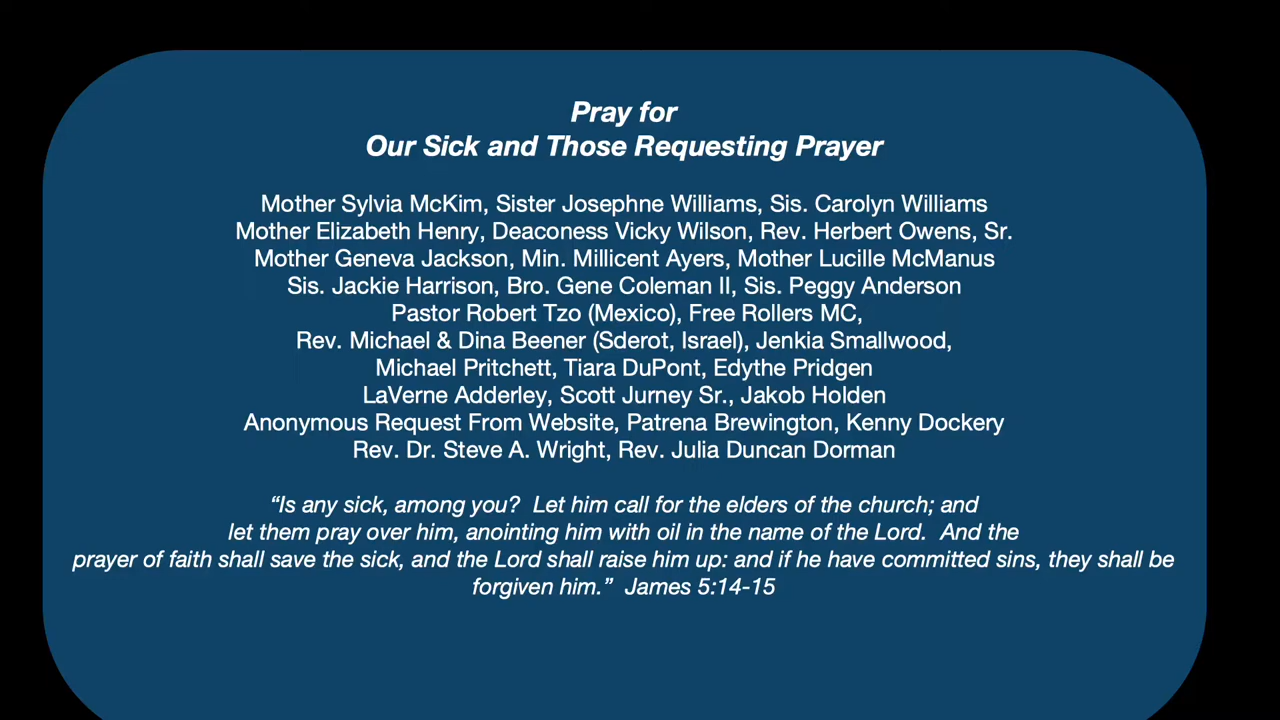 Pray for
Our Sick and Those Requesting Prayer
Mother Sylvia McKim, Sister Josephne Williams, Sis. Carolyn Williams
Mother Elizabeth Henry, Deaconess Vicky Wilson, Rev. Herbert Owens, Sr.
Mother Geneva Jackson, Min. Millicent Ayers, Mother Lucille McManus
Sis. Jackie Harrison, Bro. Gene Coleman II, Sis. Peggy Anderson
Pastor Robert Tzo (Mexico), Free Rollers MC,
Rev. Michael & Dina Beener (Sderot, Israel), Jenkia Smallwood,
Michael Pritchett, Tiara DuPont, Edythe Pridgen
LaVerne Adderley, Scott Jurney Sr., Jakob Holden
Anonymous Request From Website, Patrena Brewington, Kenny Dockery
Rev. Dr. Steve A. Wright, Rev. Julia Duncan Dorman
“Is any sick, among you?  Let him call for the elders of the church; and
let them pray over him, anointing him with oil in the name of the Lord.  And the
prayer of faith shall save the sick, and the Lord shall raise him up: and if he have committed sins, they shall be
forgiven him.”  James 5:14-15